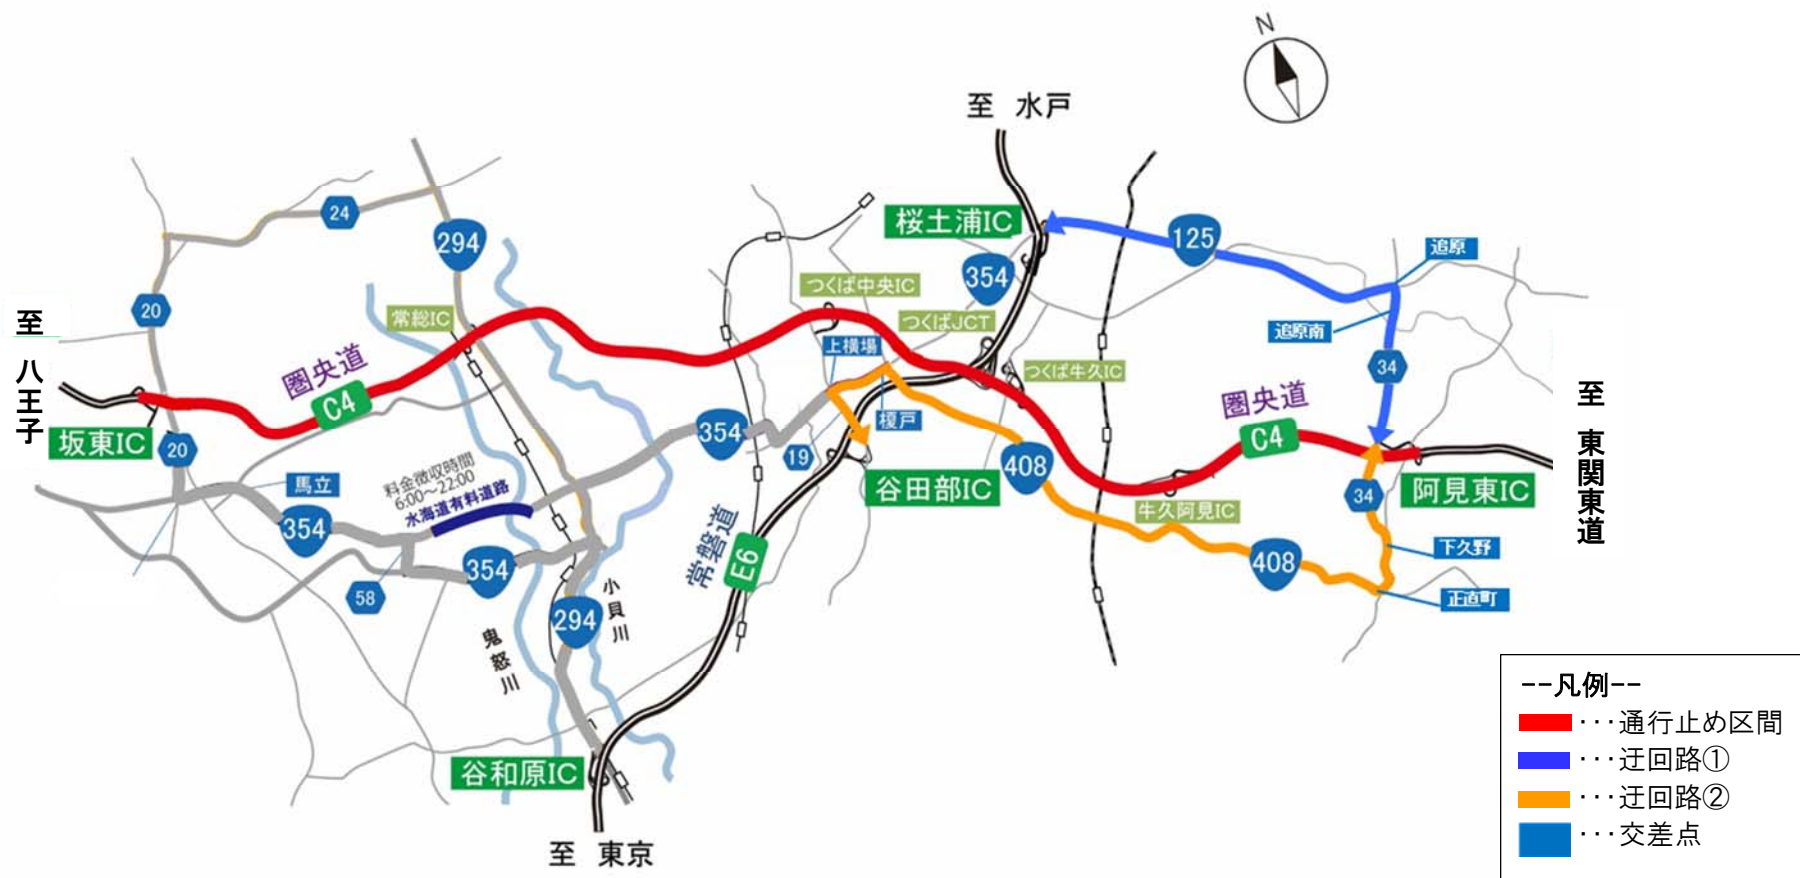 N
至 水戸
24
294
桜土浦IC
125
追原
354
つくば中央IC
20
至
八王子
常総IC
つくばJCT
追原南
上横場
34
圏央道
C4
つくば牛久IC
至
東関東道
圏央道
C4
榎戸
坂東IC
20
354
19
408
谷田部IC
34
阿見東IC
馬立
料金徴収時間
6:00～22:00
水海道有料道路
牛久阿見IC
354
常磐道
E6
下久野
354
408
58
正直町
小貝川
294
鬼怒川
谷和原IC
至 東京
--凡例--
･･･通行止め区間
･･･迂回路①
･･･迂回路②
･･･交差点